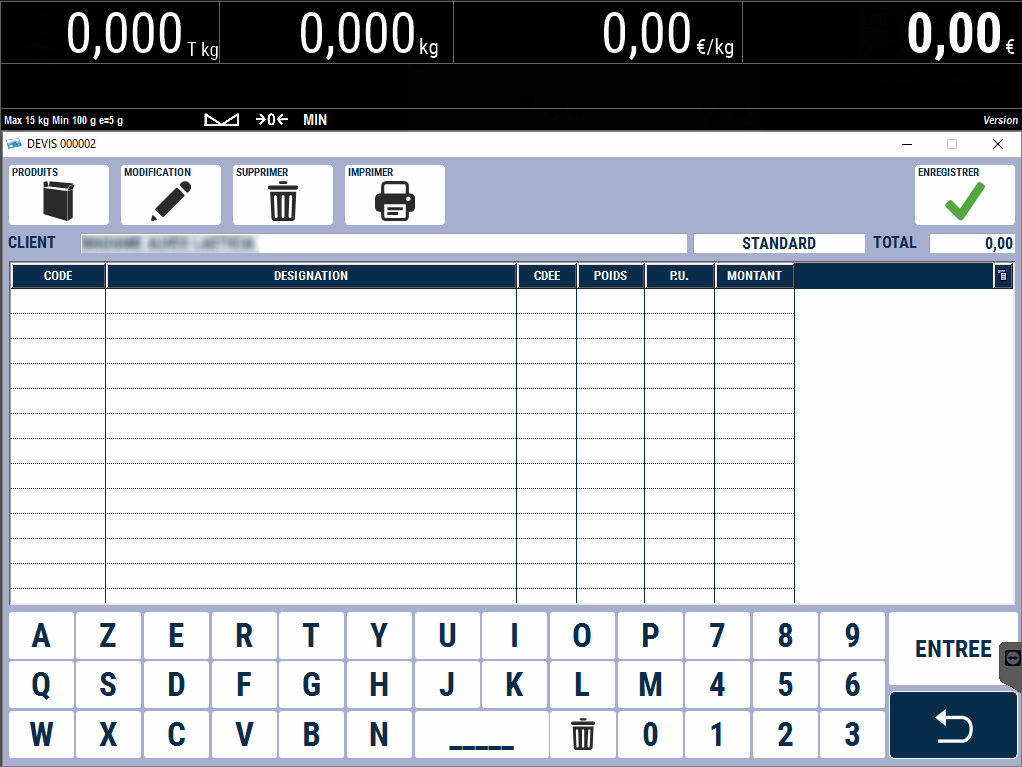 0,000 T kg 0,000 kg 0,00 €/kg 0,00 €
Max 15 kg Min 100 g e=5 g →0← MIN Version
DEVIS 000002
PRODUITS MODIFICATION SUPPRIMER IMPRIMER ENREGISTRER
CLIENT STANDARD TOTAL 0,00
CODE DESIGNATION CDEE POIDS P.U. MONTANT
A Z E R T Y U I O P 7 8 9 ENTREE
Q S D F G H J K L M 4 5 6
W X C V B N _____ 0 1 2 3